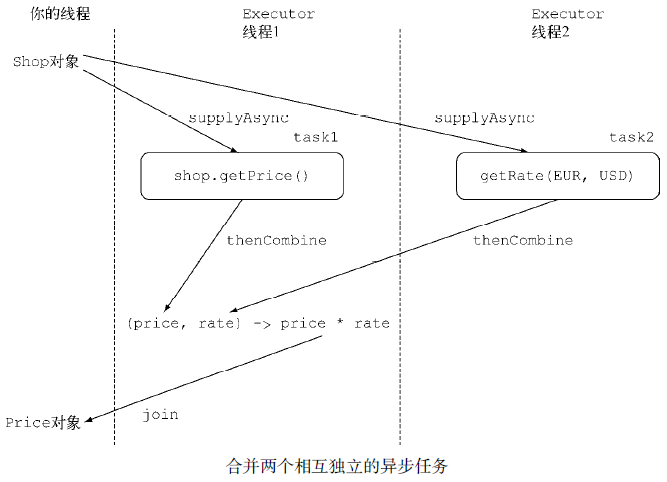 你的线程
Executor
线程1
Executor
线程2
Shop对象
supplyAsync
supplyAsync
task1
task2
shop.getPrice()
getRate(EUR, USD)
thenCombine
thenCombine
(price, rate) -> price * rate
join
Price对象
合并两个相互独立的异步任务